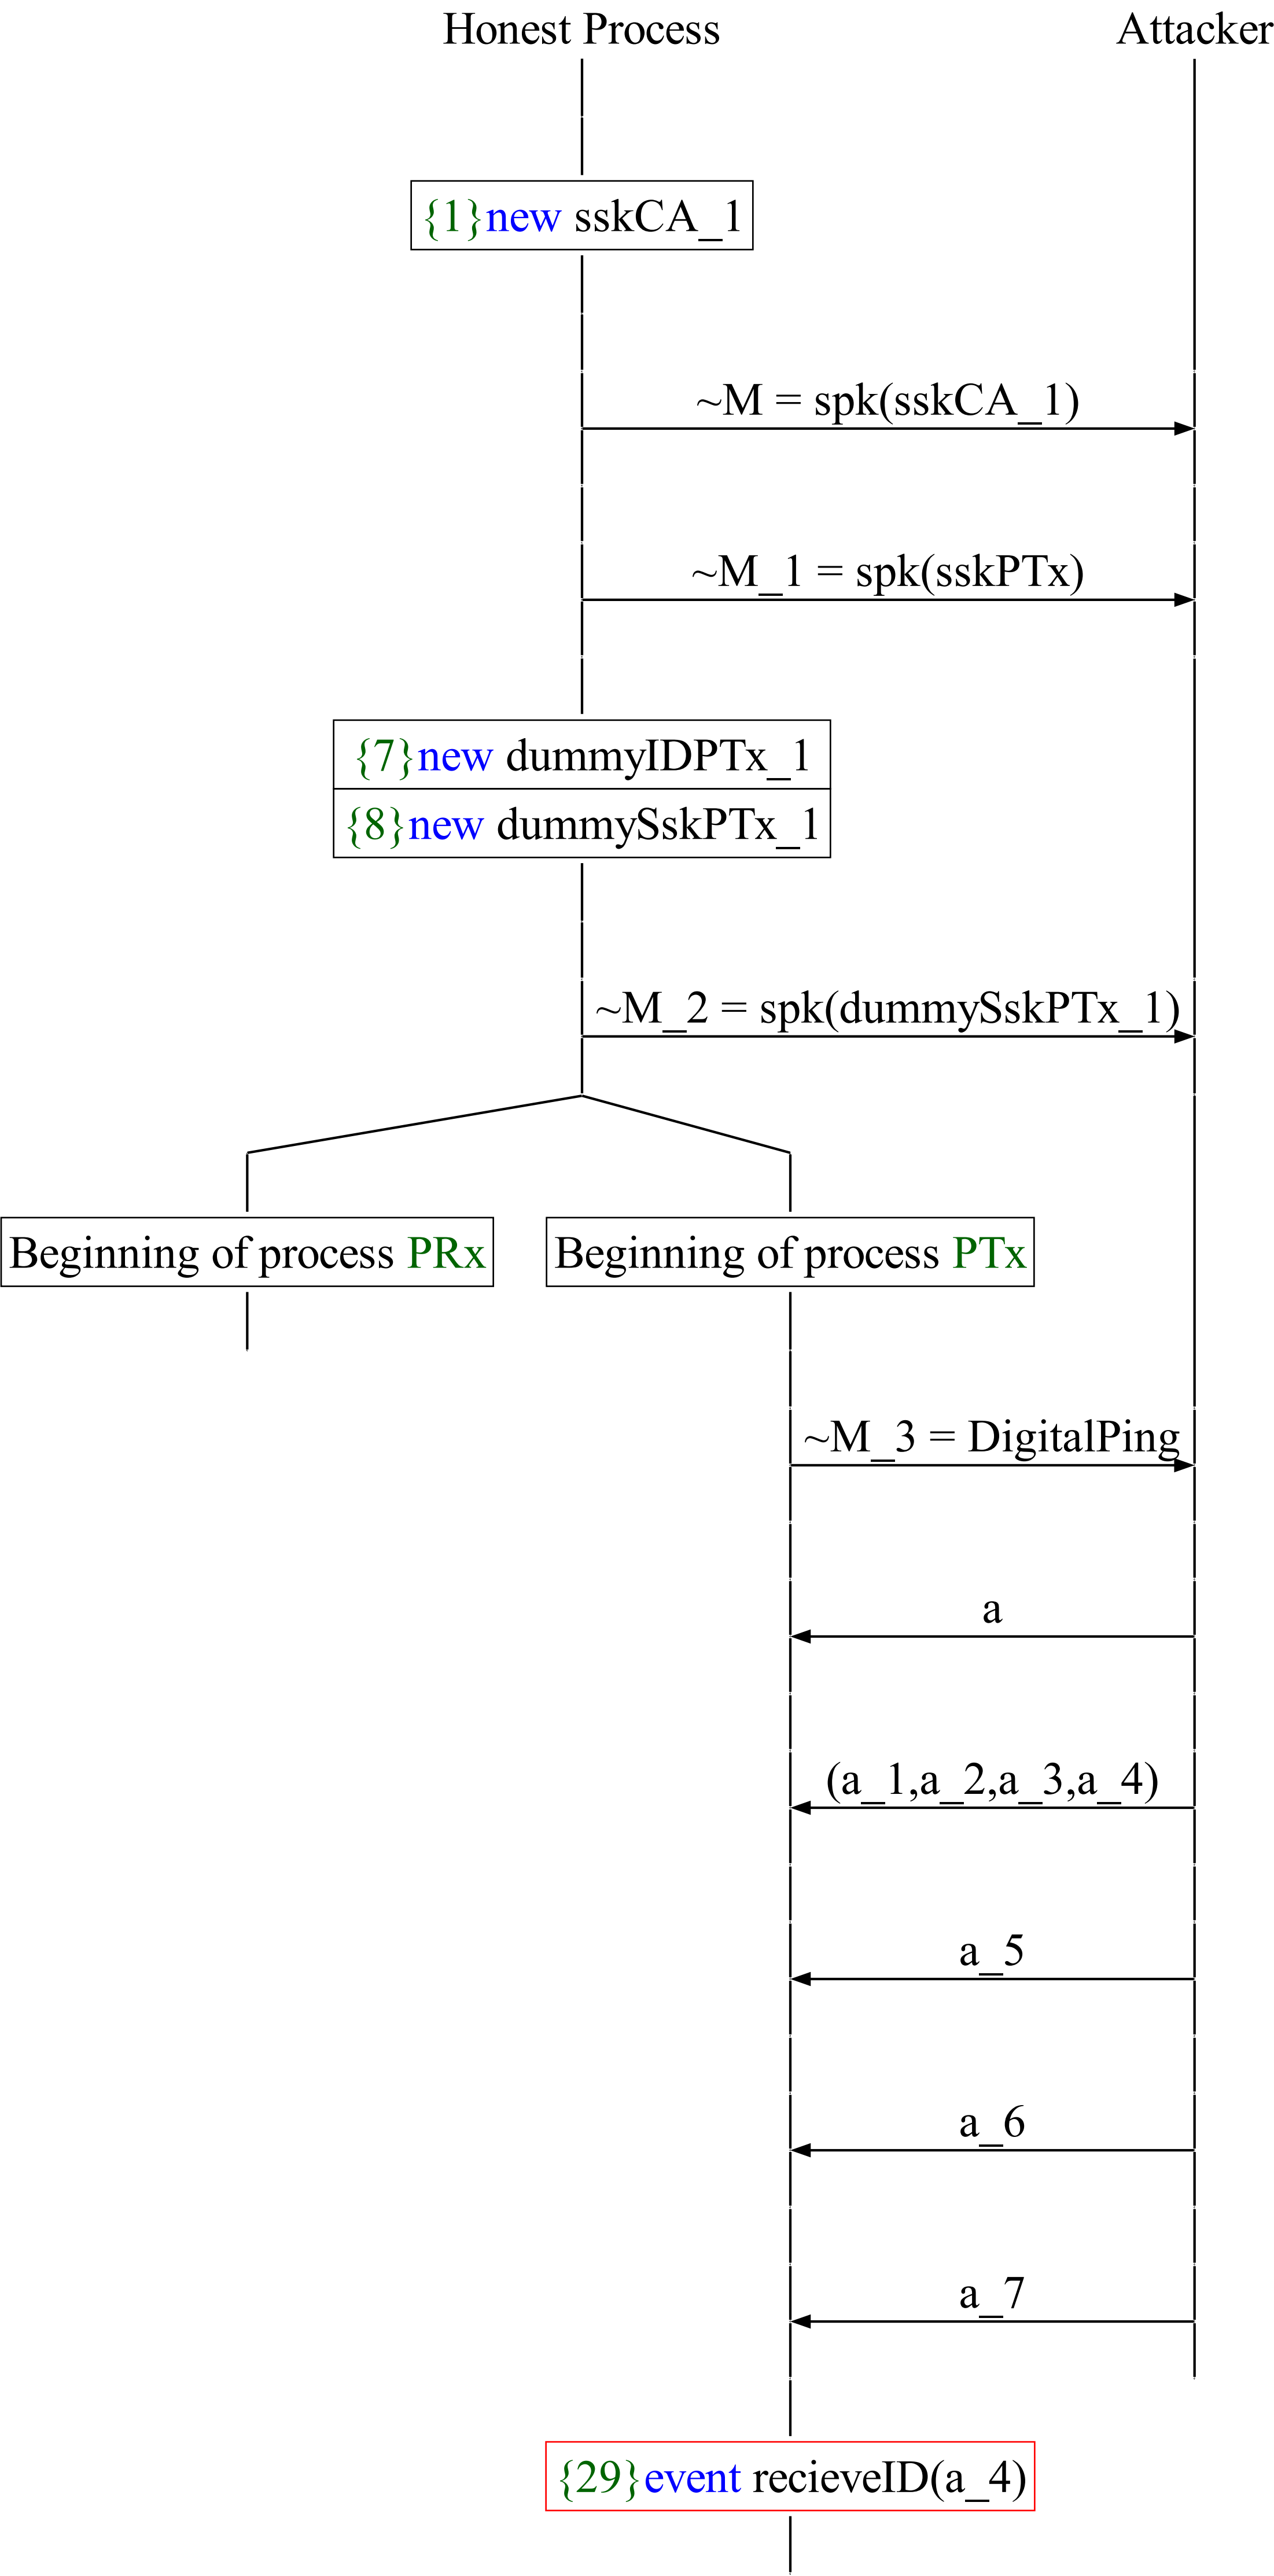 Honest Process
Attacker
{1}new sskCA_1
~M = spk(sskCA_1)
~M_1 = spk(sskPTx)
{7}new dummyIDPTx_1
{8}new dummySskPTx_1
~M_2 = spk(dummySskPTx_1)
Beginning of process PRx
Beginning of process PTx
~M_3 = DigitalPing
a
(a_1,a_2,a_3,a_4)
a_5
a_6
a_7
{29}event recieveID(a_4)